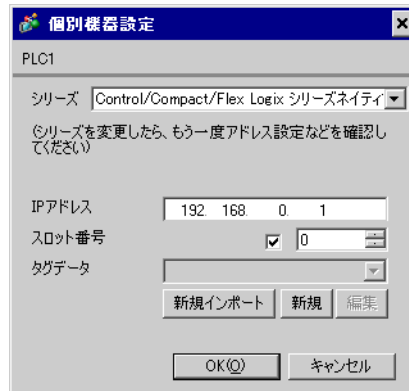 個別機器設定
PLC1
シリーズ Control/Compact/Flex Logix シリーズネイティ
(シリーズを変更したら、もう一度アドレス設定などを確認し
てください)
IPアドレス 192. 168. 0. 1
スロット番号 0
タグデータ
新規インポート 新規 編集
OK(O) キャンセル